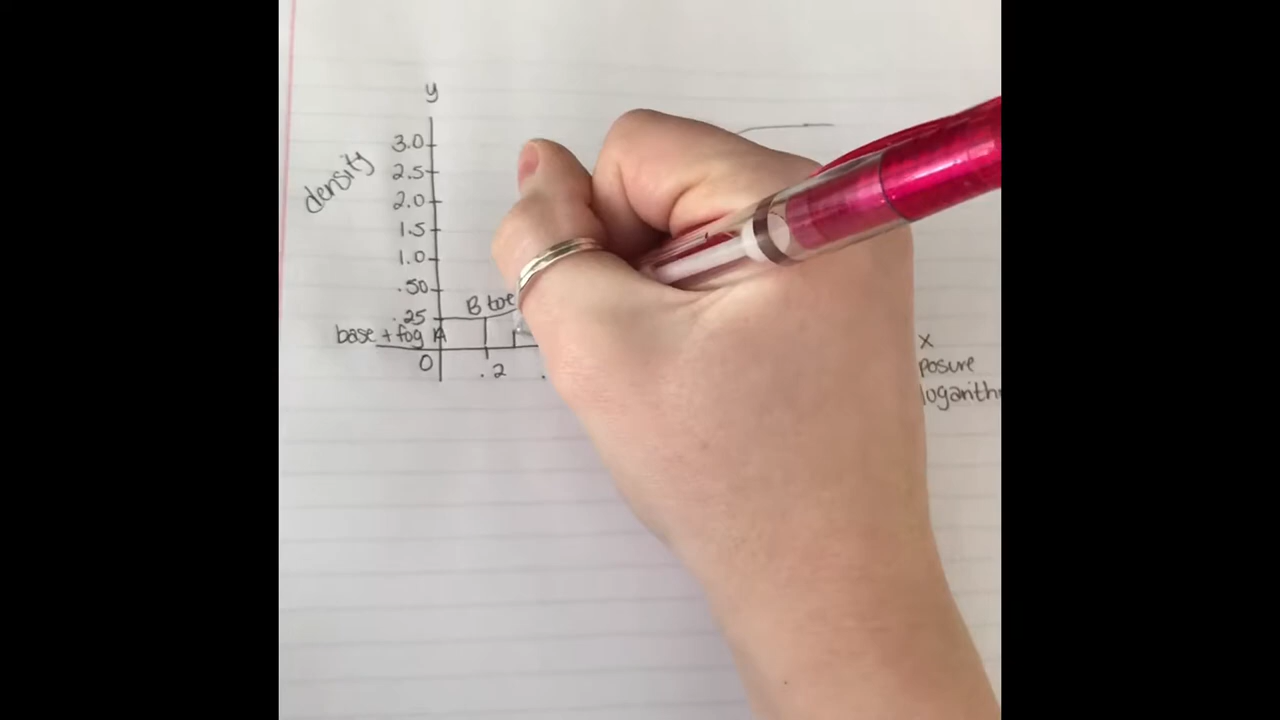 y
3.0
density
2.5
2.0
1.5
1.0
.50
B toe
.25
base + fog A
x
0
.2
posure
logarith